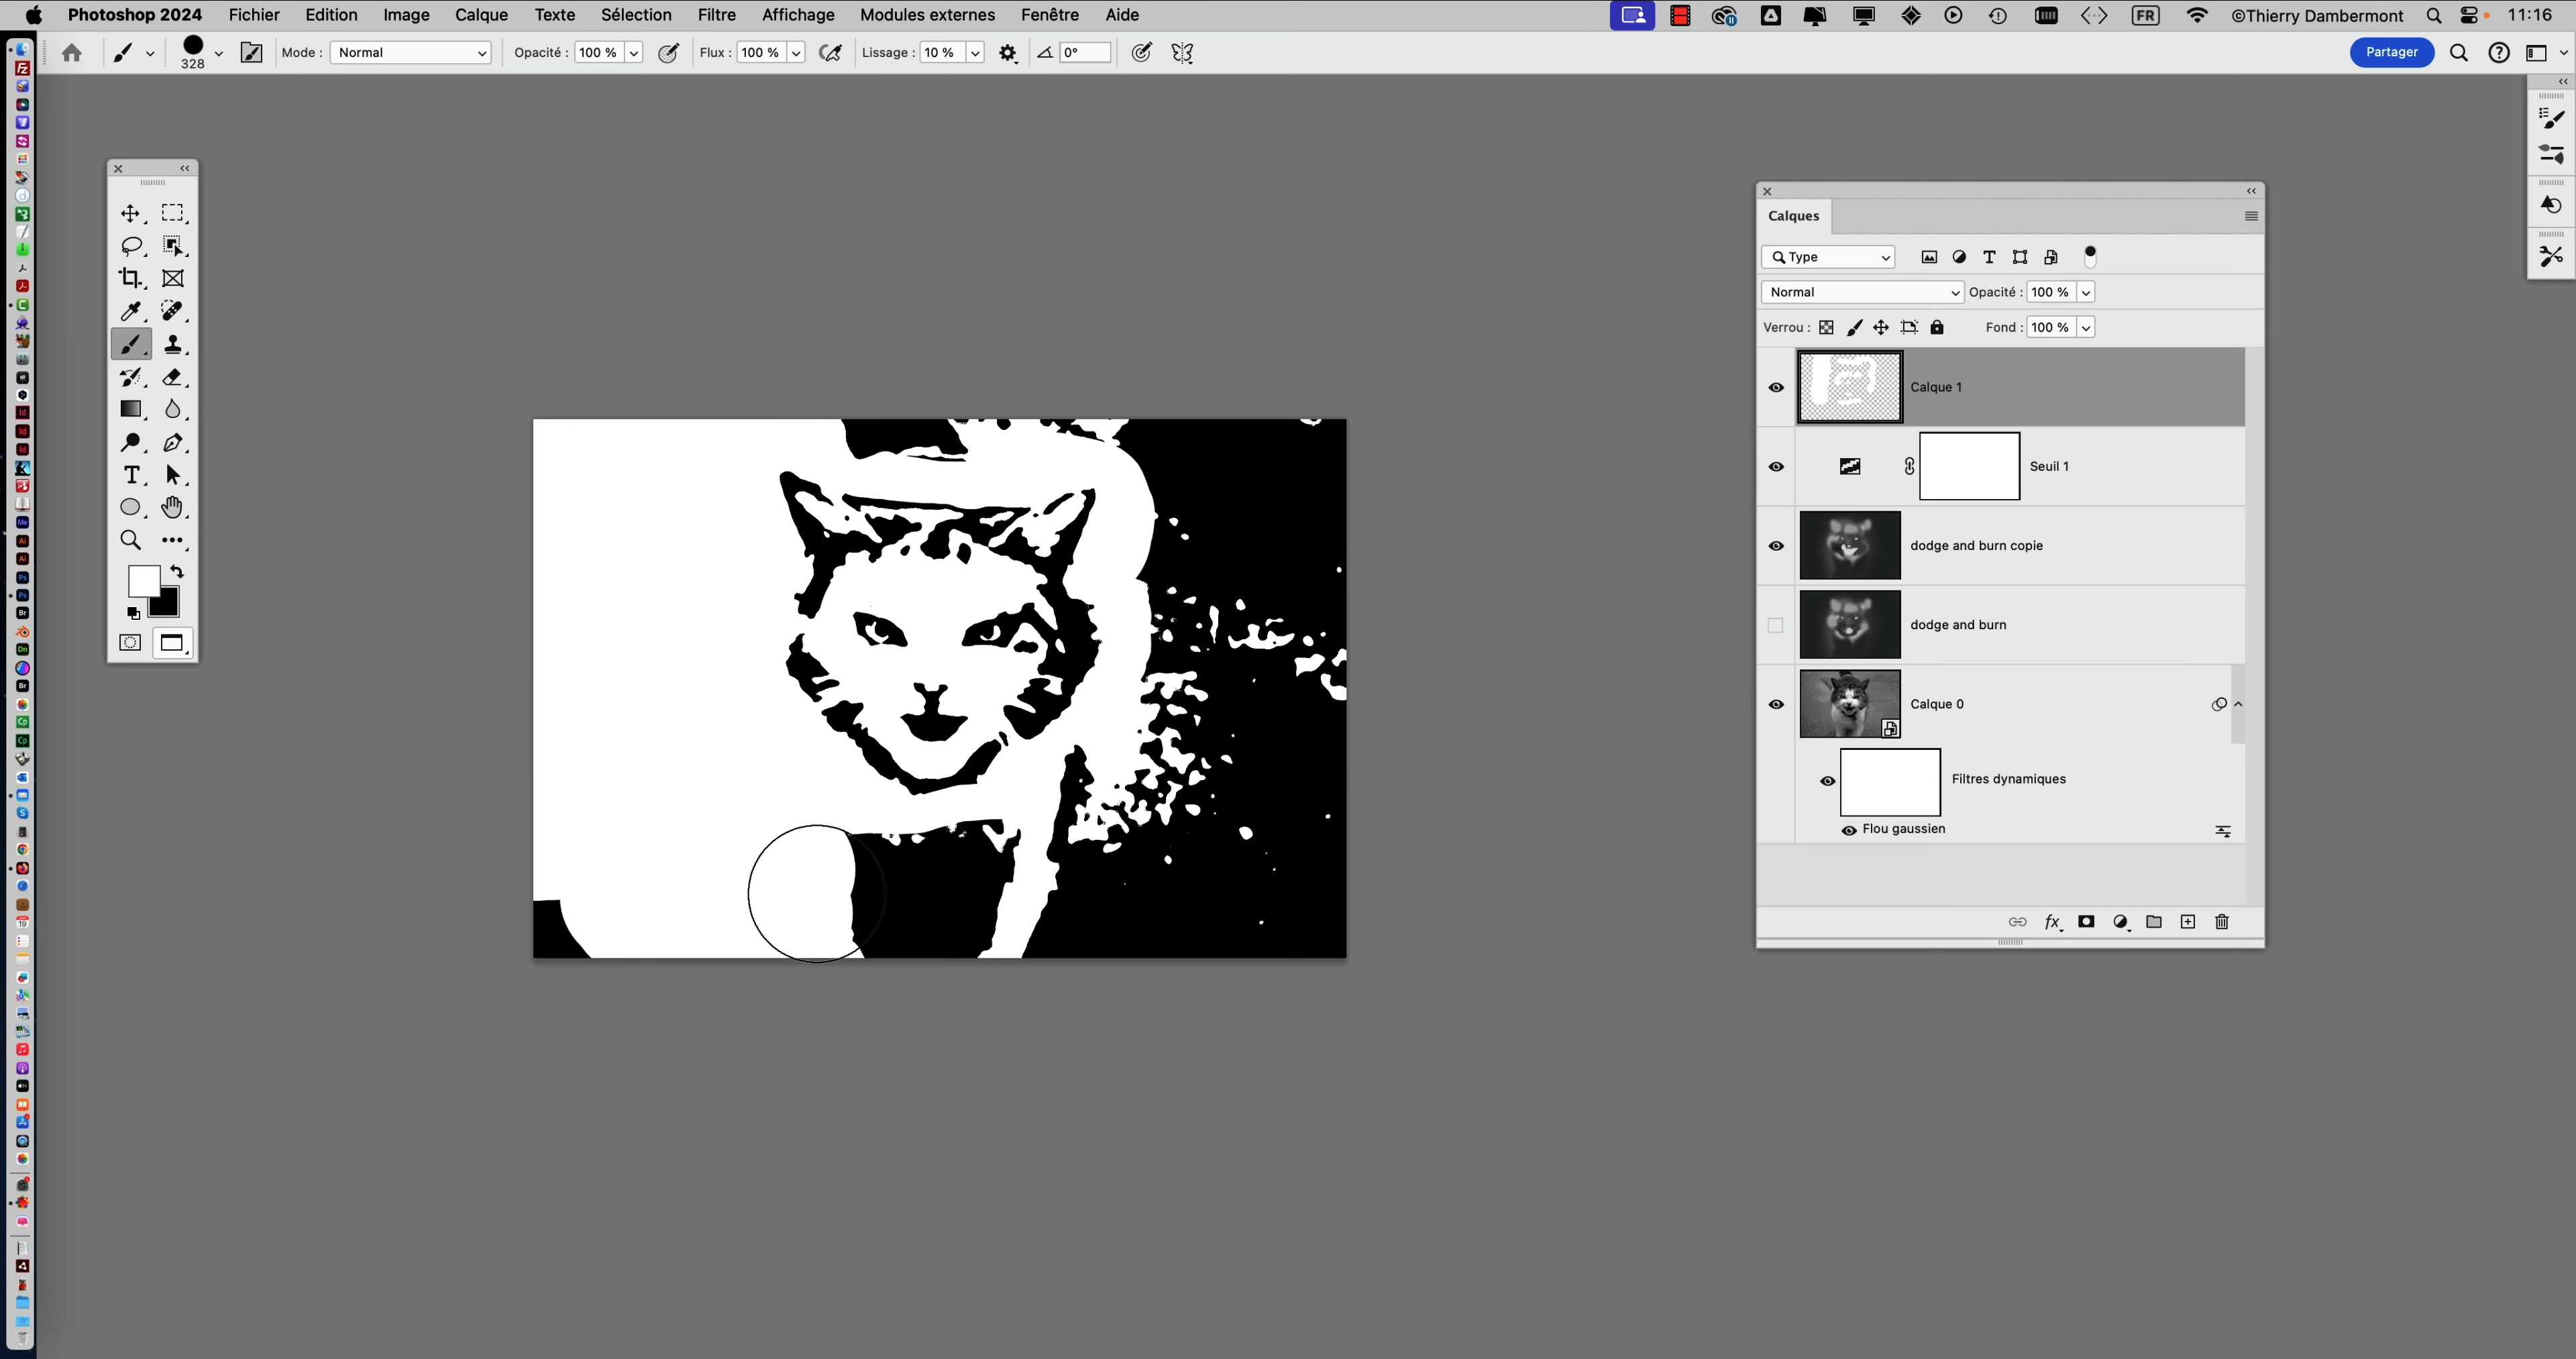 Photoshop 2024 Fichier Edition Image Calque Texte Sélection Filtre Affichage Modules externes Fenêtre Aide FR ©Thierry Dambermont 11:16
328 Mode : Normal Opacité : 100 % Flux : 100 % Lissage : 10 % 0° Partager
Calques
Type
Normal Opacité : 100 %
Verrou : Fond : 100 %
Calque 1
Seuil 1
dodge and burn copie
dodge and burn
Calque 0
Filtres dynamiques
Flou gaussien
fx